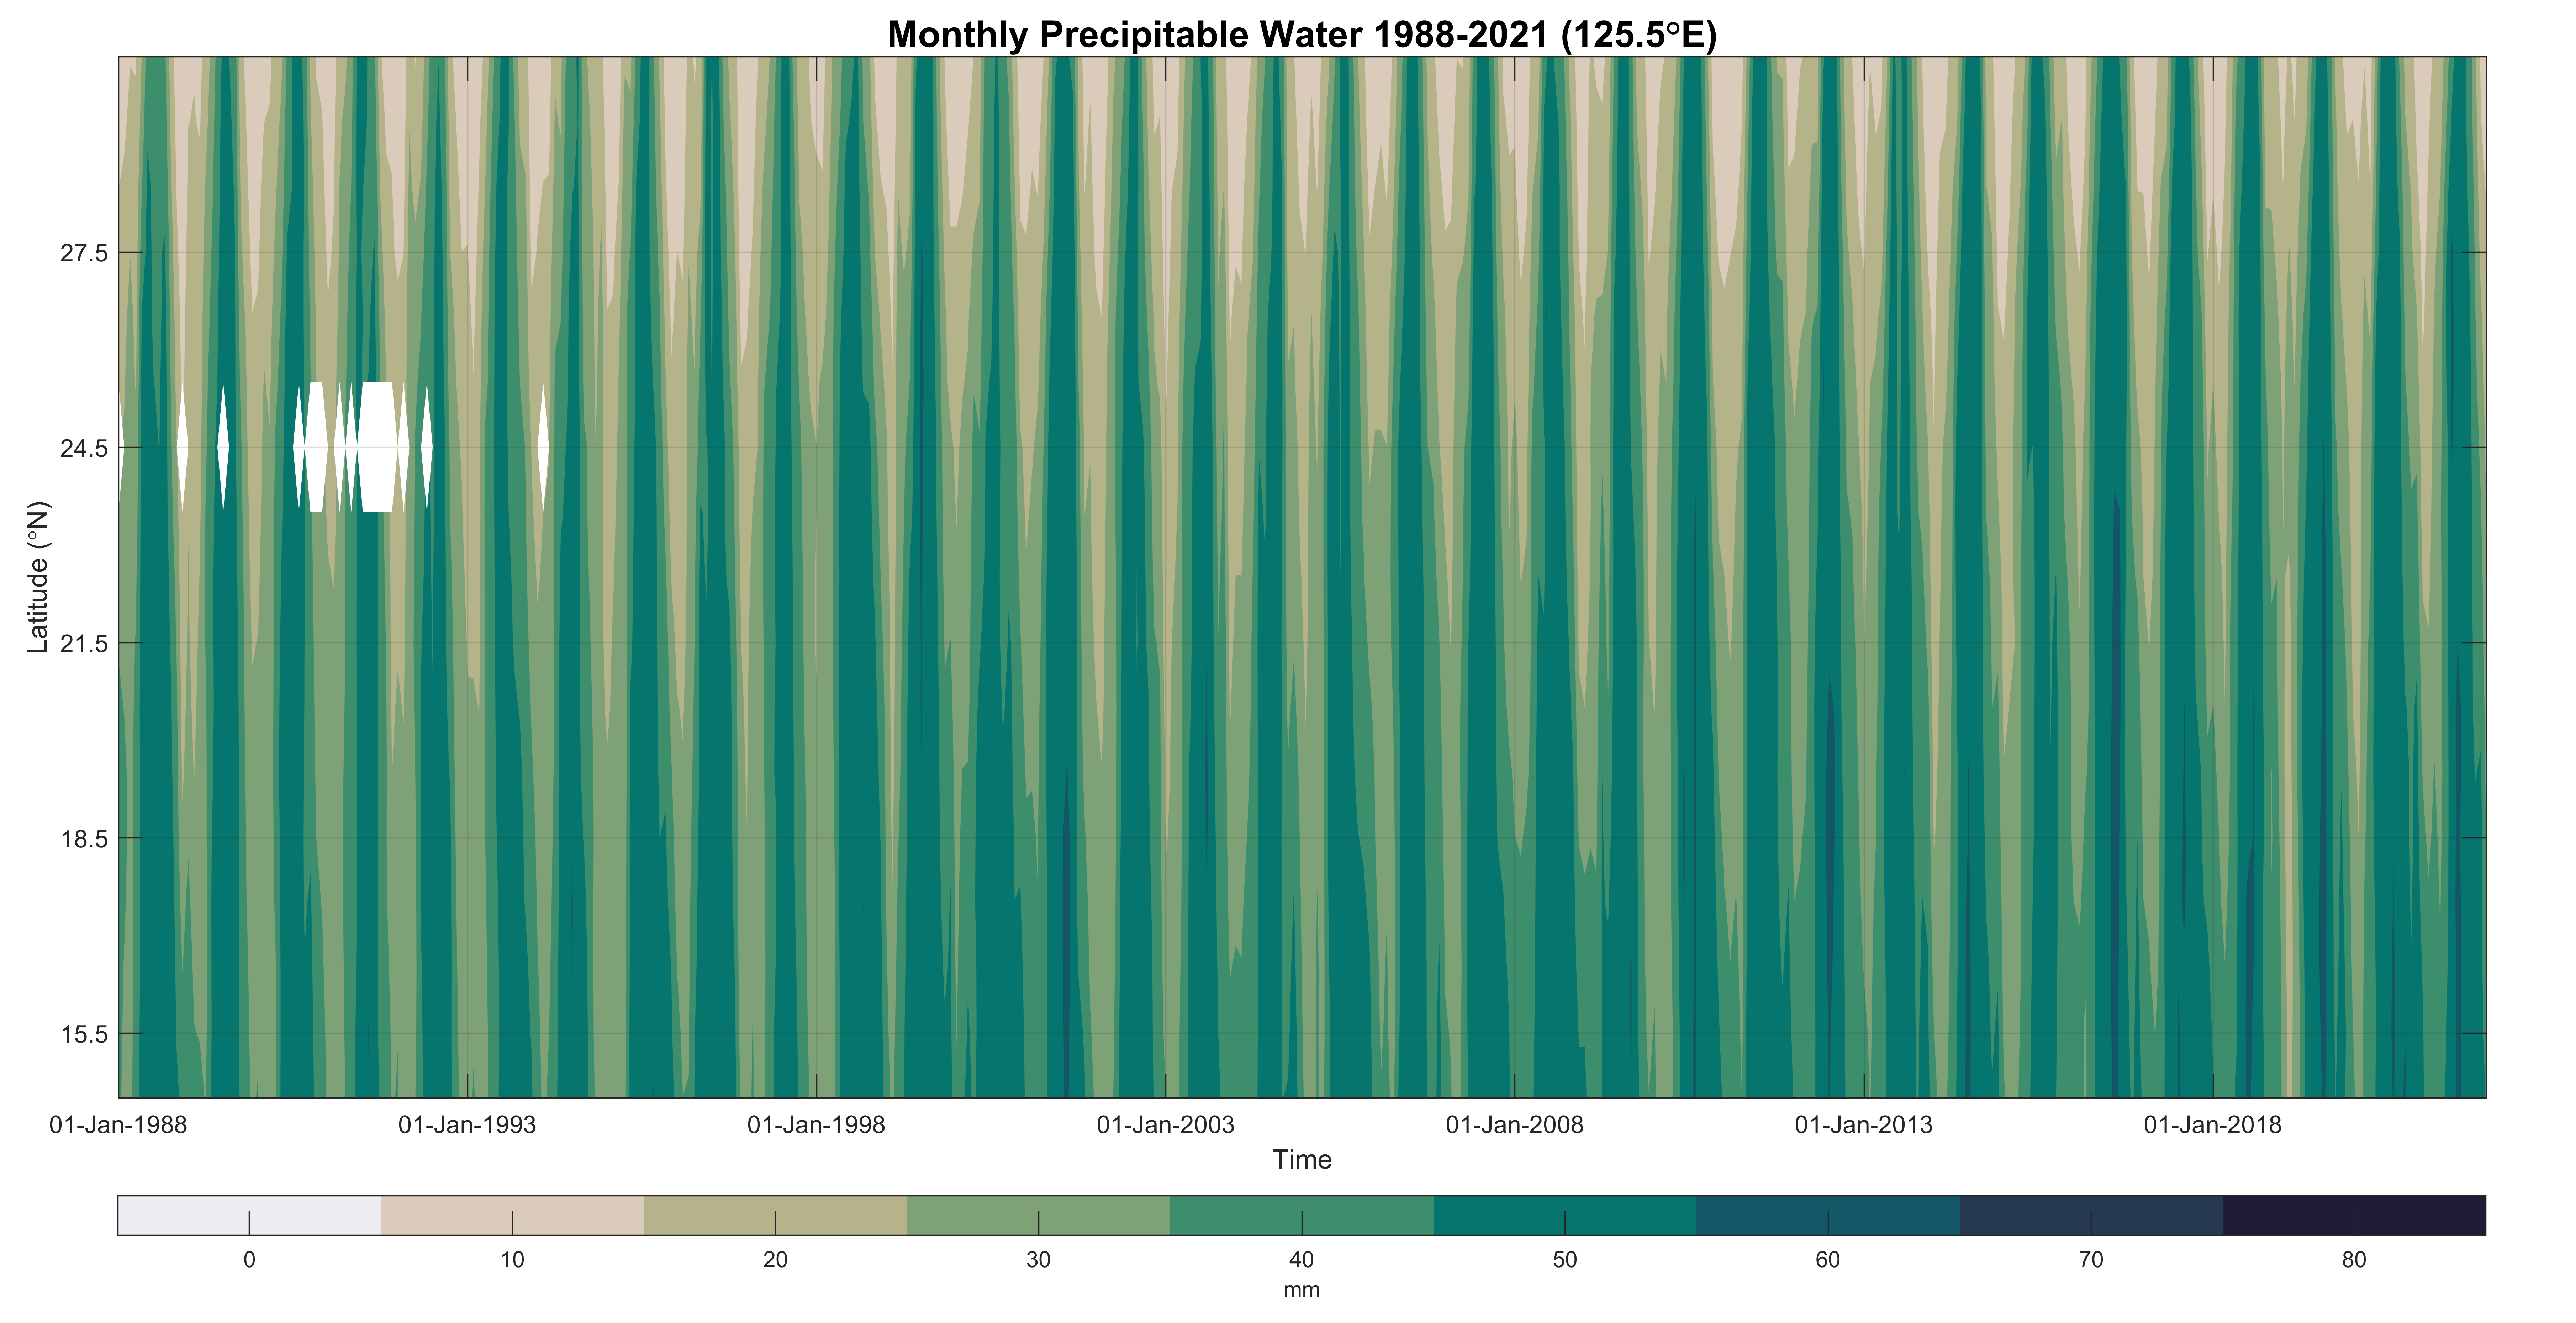 Monthly Precipitable Water 1988-2021 (125.5°E)
Latitude (°N)
27.5
24.5
21.5
18.5
15.5
01-Jan-1988 01-Jan-1993 01-Jan-1998 01-Jan-2003 01-Jan-2008 01-Jan-2013 01-Jan-2018
Time
0 10 20 30 40 50 60 70 80
mm